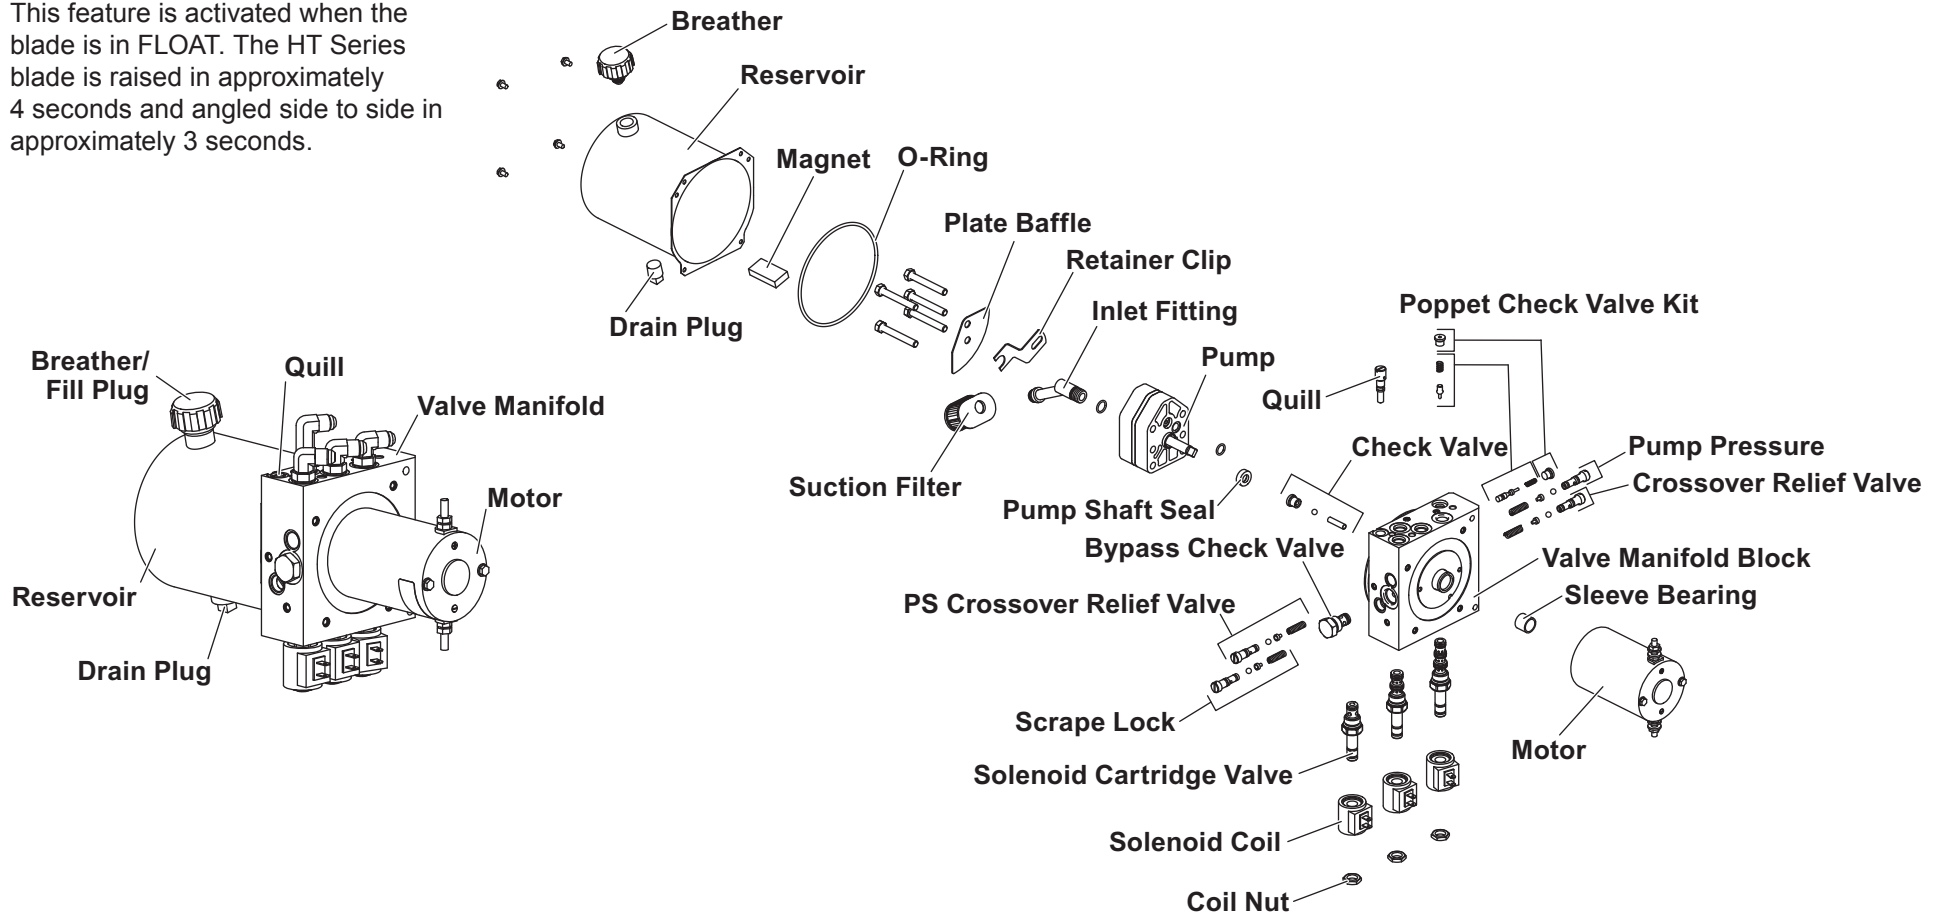 This feature is activated when the
blade is in FLOAT. The HT Series
blade is raised in approximately
4 seconds and angled side to side in
approximately 3 seconds.
Breather
Reservoir
Magnet
O-Ring
Plate Baffle
Retainer Clip
Inlet Fitting
Drain Plug
Pump
Poppet Check Valve Kit
Quill
Suction Filter
Check Valve
Pump Pressure
Crossover Relief Valve
Pump Shaft Seal
Bypass Check Valve
Valve Manifold Block
PS Crossover Relief Valve
Sleeve Bearing
Scrape Lock
Motor
Solenoid Cartridge Valve
Solenoid Coil
Coil Nut
Breather/
Fill Plug
Quill
Valve Manifold
Motor
Reservoir
Drain Plug